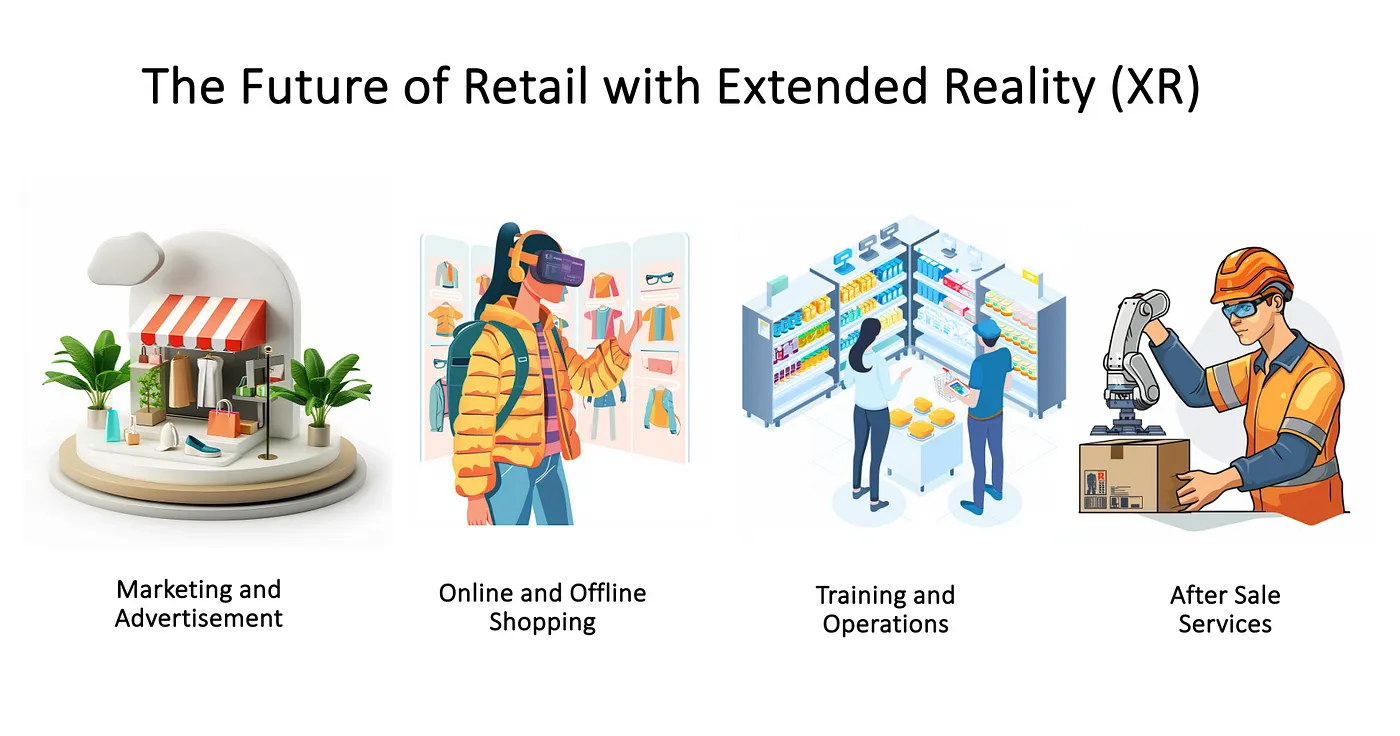 The Future of Retail with Extended Reality (XR)
Marketing and
Advertisement
Online and Offline
Shopping
Training and
Operations
After Sale
Services
R